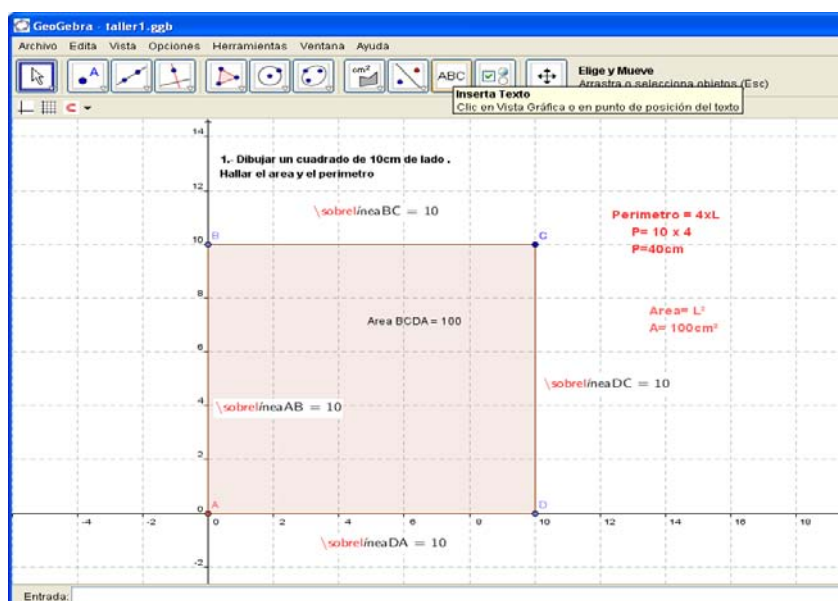 GeoGebra - taller1.ggb
Archivo Edita Vista Opciones Herramientas Ventana Ayuda
A
cm²
ABC
Elige y Mueve
Arrastra o selecciona objetos (Esc)
Inserta Texto
Clic en Vista Gráfica o en punto de posición del texto
1.- Dibujar un cuadrado de 10cm de lado .
Hallar el area y el perimetro
\sobrelíneaBC = 10
Perimetro = 4xL
P= 10 x 4
P=40cm
B
C
Area BCDA = 100
Area= L²
A= 100cm²
\sobrelíneaDC = 10
\sobrelíneaAB = 10
A
D
\sobrelíneaDA = 10
14
12
10
8
6
4
2
0
-2
-4 -2 0 2 4 6 8 10 12 14 16 18
Entrada: